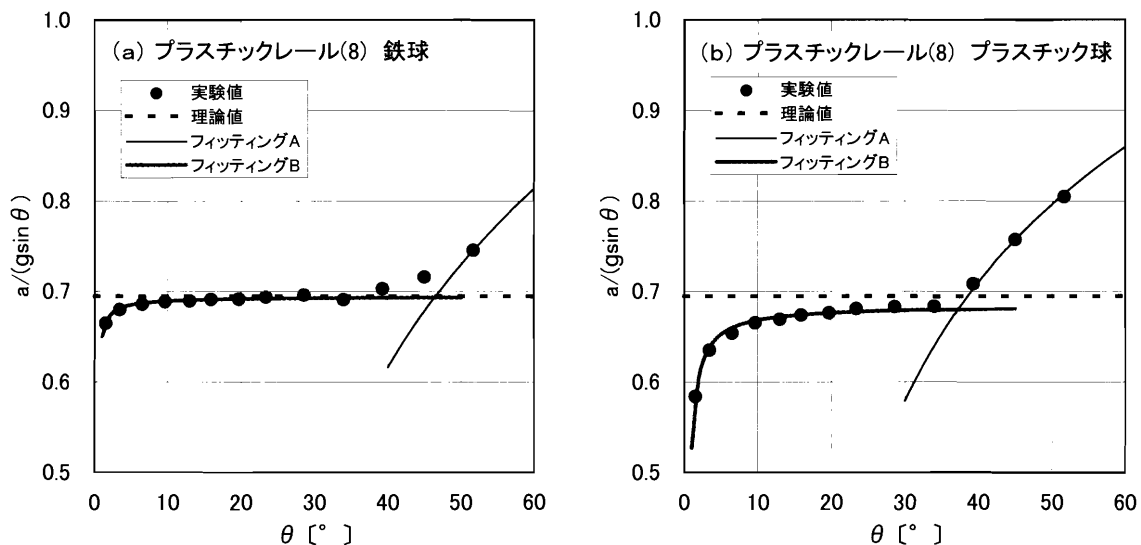 (a) プラスチックレール(8) 鉄球
実験値
理論値
フィッティングA
フィッティングB
a/(gsin θ)
1.0
0.9
0.8
0.7
0.6
0.5
0 10 20 30 40 50 60
θ 〔° 〕
(b) プラスチックレール(8) プラスチック球
実験値
理論値
フィッティングA
フィッティングB
a/(gsin θ)
1.0
0.9
0.8
0.7
0.6
0.5
0 10 20 30 40 50 60
θ 〔° 〕